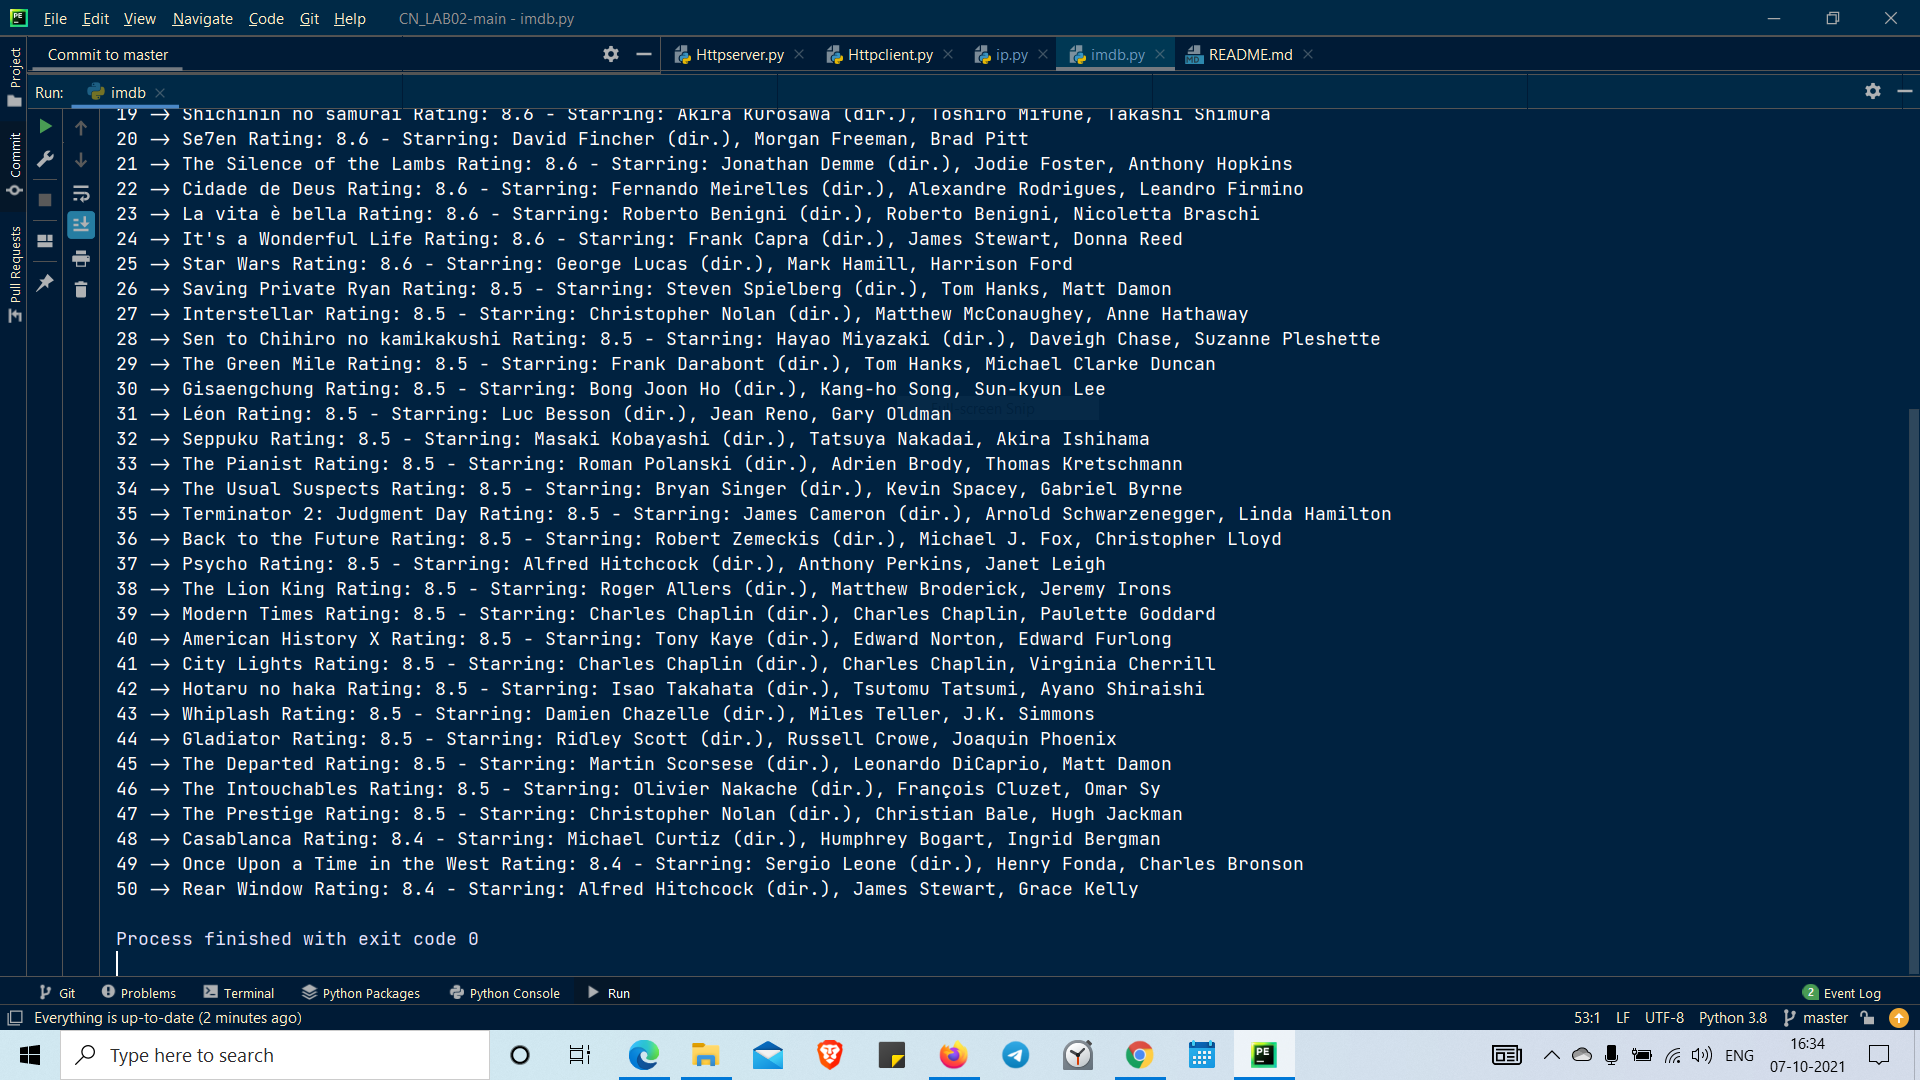 File Edit View Navigate Code Git Help CN_LAB02-main - imdb.py
Commit to master Httpserver.py Httpclient.py ip.py imdb.py README.md
Project
Commit
Pull Requests
Run: imdb
19 -> Shichinin no samurai Rating: 8.6 - Starring: Akira Kurosawa (dir.), Toshiro Mifune, Takashi Shimura
20 -> Se7en Rating: 8.6 - Starring: David Fincher (dir.), Morgan Freeman, Brad Pitt
21 -> The Silence of the Lambs Rating: 8.6 - Starring: Jonathan Demme (dir.), Jodie Foster, Anthony Hopkins
22 -> Cidade de Deus Rating: 8.6 - Starring: Fernando Meirelles (dir.), Alexandre Rodrigues, Leandro Firmino
23 -> La vita è bella Rating: 8.6 - Starring: Roberto Benigni (dir.), Roberto Benigni, Nicoletta Braschi
24 -> It's a Wonderful Life Rating: 8.6 - Starring: Frank Capra (dir.), James Stewart, Donna Reed
25 -> Star Wars Rating: 8.6 - Starring: George Lucas (dir.), Mark Hamill, Harrison Ford
26 -> Saving Private Ryan Rating: 8.5 - Starring: Steven Spielberg (dir.), Tom Hanks, Matt Damon
27 -> Interstellar Rating: 8.5 - Starring: Christopher Nolan (dir.), Matthew McConaughey, Anne Hathaway
28 -> Sen to Chihiro no kamikakushi Rating: 8.5 - Starring: Hayao Miyazaki (dir.), Daveigh Chase, Suzanne Pleshette
29 -> The Green Mile Rating: 8.5 - Starring: Frank Darabont (dir.), Tom Hanks, Michael Clarke Duncan
30 -> Gisaengchung Rating: 8.5 - Starring: Bong Joon Ho (dir.), Kang-ho Song, Sun-kyun Lee
31 -> Léon Rating: 8.5 - Starring: Luc Besson (dir.), Jean Reno, Gary Oldman
32 -> Seppuku Rating: 8.5 - Starring: Masaki Kobayashi (dir.), Tatsuya Nakadai, Akira Ishihama
33 -> The Pianist Rating: 8.5 - Starring: Roman Polanski (dir.), Adrien Brody, Thomas Kretschmann
34 -> The Usual Suspects Rating: 8.5 - Starring: Bryan Singer (dir.), Kevin Spacey, Gabriel Byrne
35 -> Terminator 2: Judgment Day Rating: 8.5 - Starring: James Cameron (dir.), Arnold Schwarzenegger, Linda Hamilton
36 -> Back to the Future Rating: 8.5 - Starring: Robert Zemeckis (dir.), Michael J. Fox, Christopher Lloyd
37 -> Psycho Rating: 8.5 - Starring: Alfred Hitchcock (dir.), Anthony Perkins, Janet Leigh
38 -> The Lion King Rating: 8.5 - Starring: Roger Allers (dir.), Matthew Broderick, Jeremy Irons
39 -> Modern Times Rating: 8.5 - Starring: Charles Chaplin (dir.), Charles Chaplin, Paulette Goddard
40 -> American History X Rating: 8.5 - Starring: Tony Kaye (dir.), Edward Norton, Edward Furlong
41 -> City Lights Rating: 8.5 - Starring: Charles Chaplin (dir.), Charles Chaplin, Virginia Cherrill
42 -> Hotaru no haka Rating: 8.5 - Starring: Isao Takahata (dir.), Tsutomu Tatsumi, Ayano Shiraishi
43 -> Whiplash Rating: 8.5 - Starring: Damien Chazelle (dir.), Miles Teller, J.K. Simmons
44 -> Gladiator Rating: 8.5 - Starring: Ridley Scott (dir.), Russell Crowe, Joaquin Phoenix
45 -> The Departed Rating: 8.5 - Starring: Martin Scorsese (dir.), Leonardo DiCaprio, Matt Damon
46 -> The Intouchables Rating: 8.5 - Starring: Olivier Nakache (dir.), François Cluzet, Omar Sy
47 -> The Prestige Rating: 8.5 - Starring: Christopher Nolan (dir.), Christian Bale, Hugh Jackman
48 -> Casablanca Rating: 8.4 - Starring: Michael Curtiz (dir.), Humphrey Bogart, Ingrid Bergman
49 -> Once Upon a Time in the West Rating: 8.4 - Starring: Sergio Leone (dir.), Henry Fonda, Charles Bronson
50 -> Rear Window Rating: 8.4 - Starring: Alfred Hitchcock (dir.), James Stewart, Grace Kelly
Process finished with exit code 0
Git Problems Terminal Python Packages Python Console Run 2 Event Log
Everything is up-to-date (2 minutes ago) 53:1 LF UTF-8 Python 3.8 master
Type here to search ENG 16:34
07-10-2021